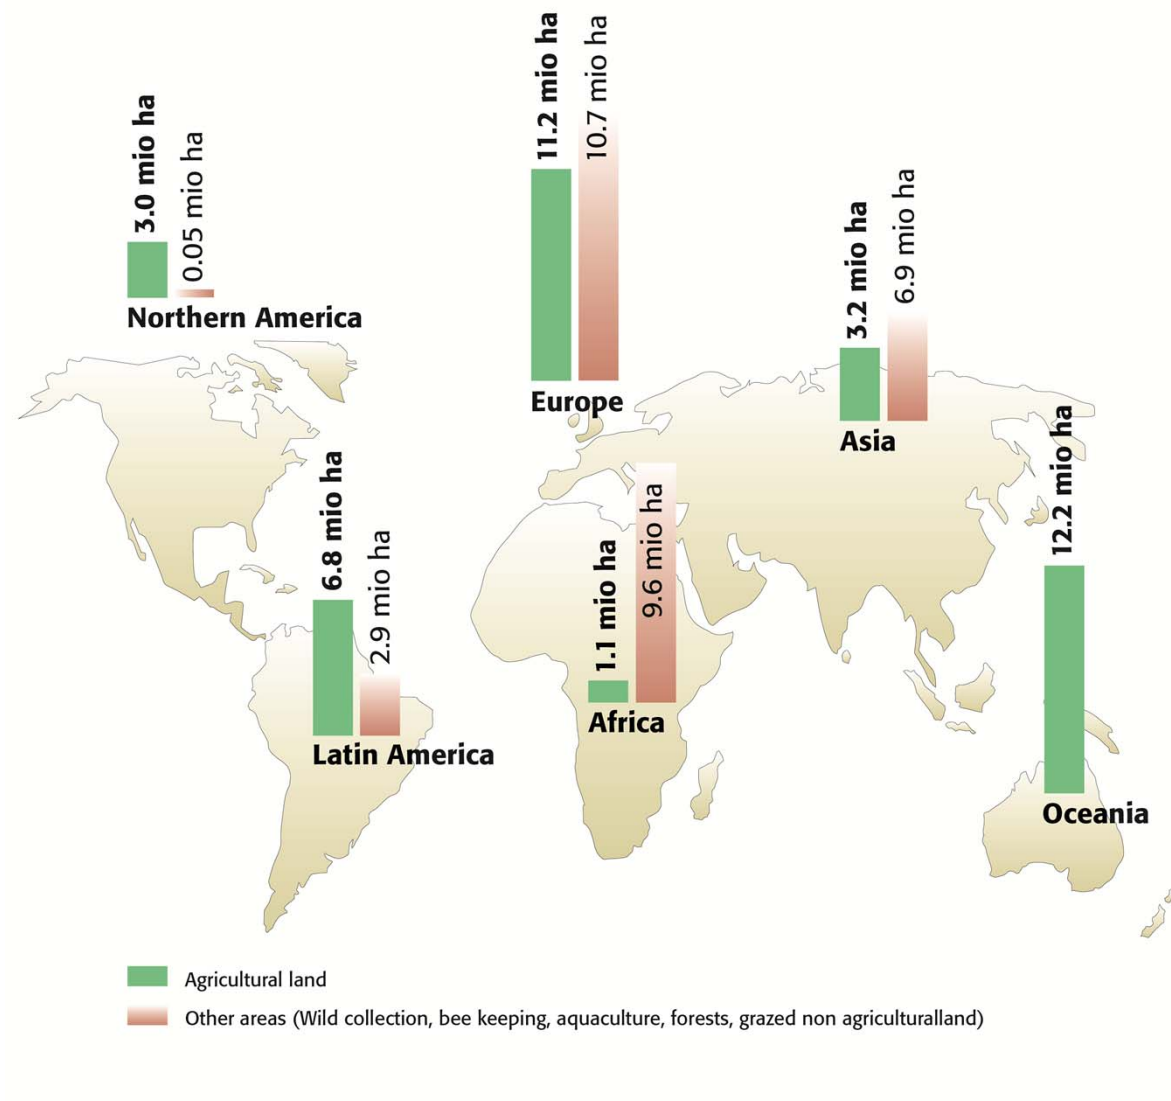 3.0 mio ha
0.05 mio ha
Northern America
11.2 mio ha
10.7 mio ha
Europe
3.2 mio ha
6.9 mio ha
Asia
6.8 mio ha
2.9 mio ha
Latin America
1.1 mio ha
9.6 mio ha
Africa
12.2 mio ha
Oceania
Agricultural land
Other areas (Wild collection, bee keeping, aquaculture, forests, grazed non agriculturalland)